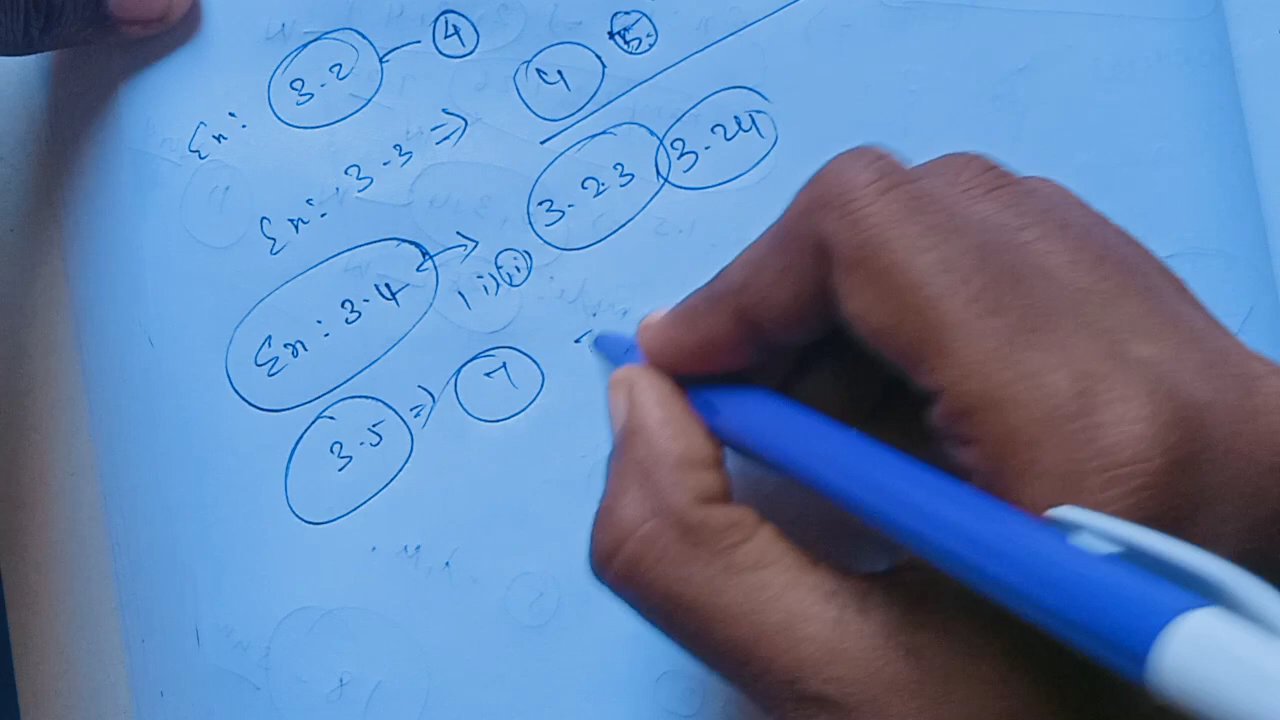 Ex: 3.2 4
Ex: 3.3 ⇒ 4 5.
Ex: 3.4 → 3.23 3.24
1 i) ii
3.5 ⇒ 7